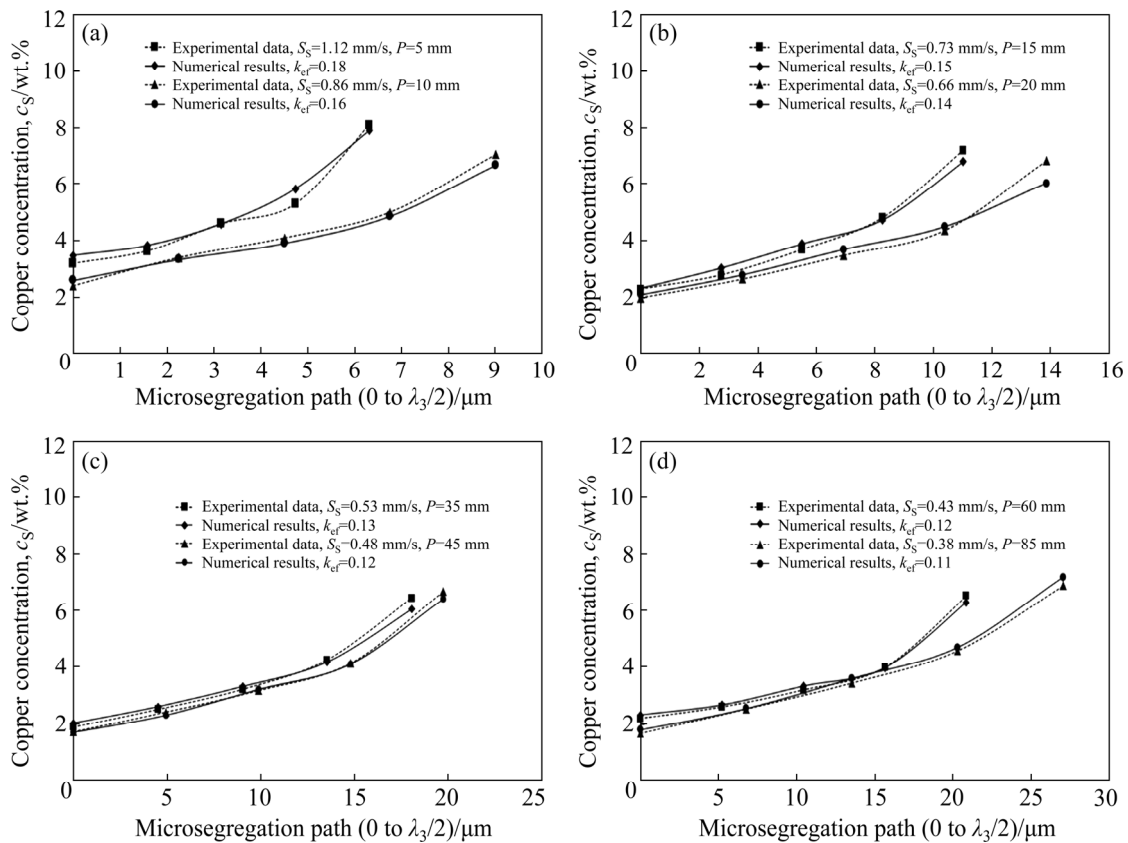 (a)
Experimental data, SS=1.12 mm/s, P=5 mm
Numerical results, kef=0.18
Experimental data, SS=0.86 mm/s, P=10 mm
Numerical results, kef=0.16
12
10
8
6
4
2
0
Copper concentration, cS/wt.%
1 2 3 4 5 6 7 8 9 10
Microsegregation path (0 to λ3/2)/μm
(b)
Experimental data, SS=0.73 mm/s, P=15 mm
Numerical results, kef=0.15
Experimental data, SS=0.66 mm/s, P=20 mm
Numerical results, kef=0.14
12
10
8
6
4
2
0
Copper concentration, cS/wt.%
2 4 6 8 10 12 14 16
Microsegregation path (0 to λ3/2)/μm
(c)
Experimental data, SS=0.53 mm/s, P=35 mm
Numerical results, kef=0.13
Experimental data, SS=0.48 mm/s, P=45 mm
Numerical results, kef=0.12
12
10
8
6
4
2
0
Copper concentration, cS/wt.%
5 10 15 20 25
Microsegregation path (0 to λ3/2)/μm
(d)
Experimental data, SS=0.43 mm/s, P=60 mm
Numerical results, kef=0.12
Experimental data, SS=0.38 mm/s, P=85 mm
Numerical results, kef=0.11
12
10
8
6
4
2
0
Copper concentration, cS/wt.%
5 10 15 20 25 30
Microsegregation path (0 to λ3/2)/μm